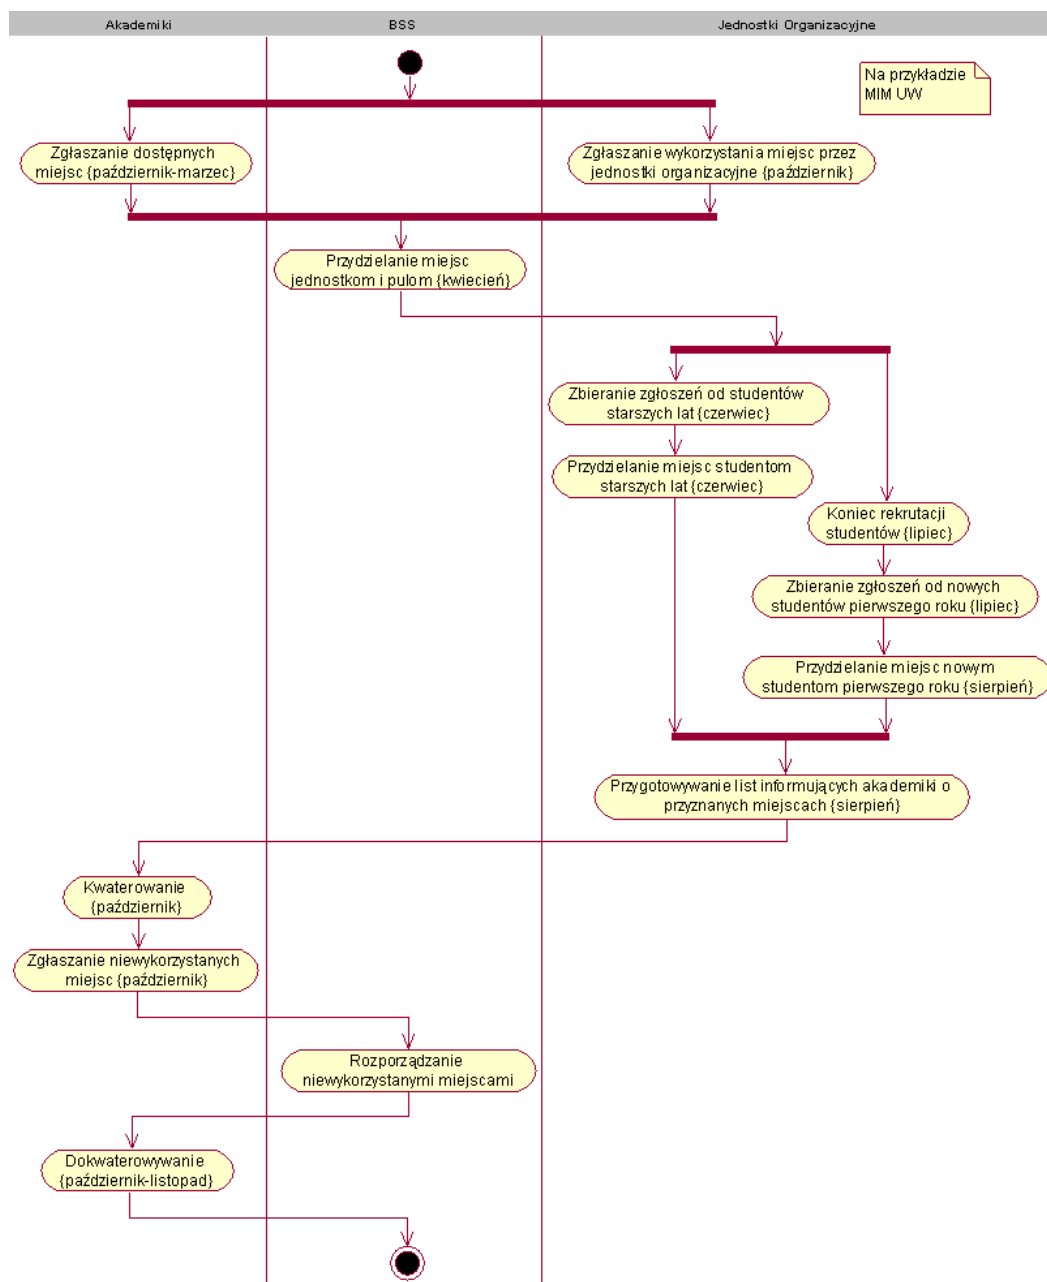 Akademiki
BSS
Jednostki Organizacyjne
Na przykładzie
MIM UW
Zgłaszanie dostępnych
miejsc {październik-marzec}
Zgłaszanie wykorzystania miejsc przez
jednostki organizacyjne {październik}
Przydzielanie miejsc
jednostkom i pulom {kwiecień}
Zbieranie zgłoszeń od studentów
starszych lat {czerwiec}
Przydzielanie miejsc studentom
starszych lat {czerwiec}
Koniec rekrutacji
studentów {lipiec}
Zbieranie zgłoszeń od nowych
studentów pierwszego roku {lipiec}
Przydzielanie miejsc nowym
studentom pierwszego roku {sierpień}
Przygotowywanie list informujących akademiki o
przyznanych miejscach {sierpień}
Kwaterowanie
{październik}
Zgłaszanie niewykorzystanych
miejsc {październik}
Rozporządzanie
niewykorzystanymi miejscami
Dokwaterowywanie
{październik-listopad}